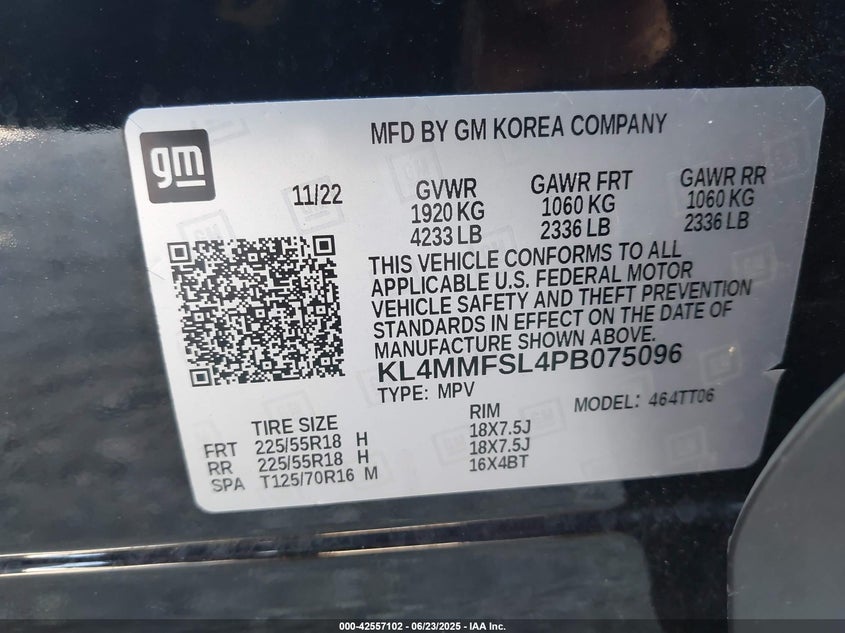 gm
MFD BY GM KOREA COMPANY
11/22
GVWR
1920 KG
4233 LB
GAWR FRT
1060 KG
2336 LB
GAWR RR
1060 KG
2336 LB
THIS VEHICLE CONFORMS TO ALL
APPLICABLE U.S. FEDERAL MOTOR
VEHICLE SAFETY AND THEFT PREVENTION
STANDARDS IN EFFECT ON THE DATE OF
MANUFACTURE SHOWN ABOVE.
KL4MMFSL4PB075096
TYPE: MPV
MODEL: 464TT06
TIRE SIZE
RIM
FRT 225/55R18 H 18X7.5J
RR 225/55R18 H 18X7.5J
SPA T125/70R16 M 16X4BT
000-42557102 - 06/23/2025 - IAA Inc.